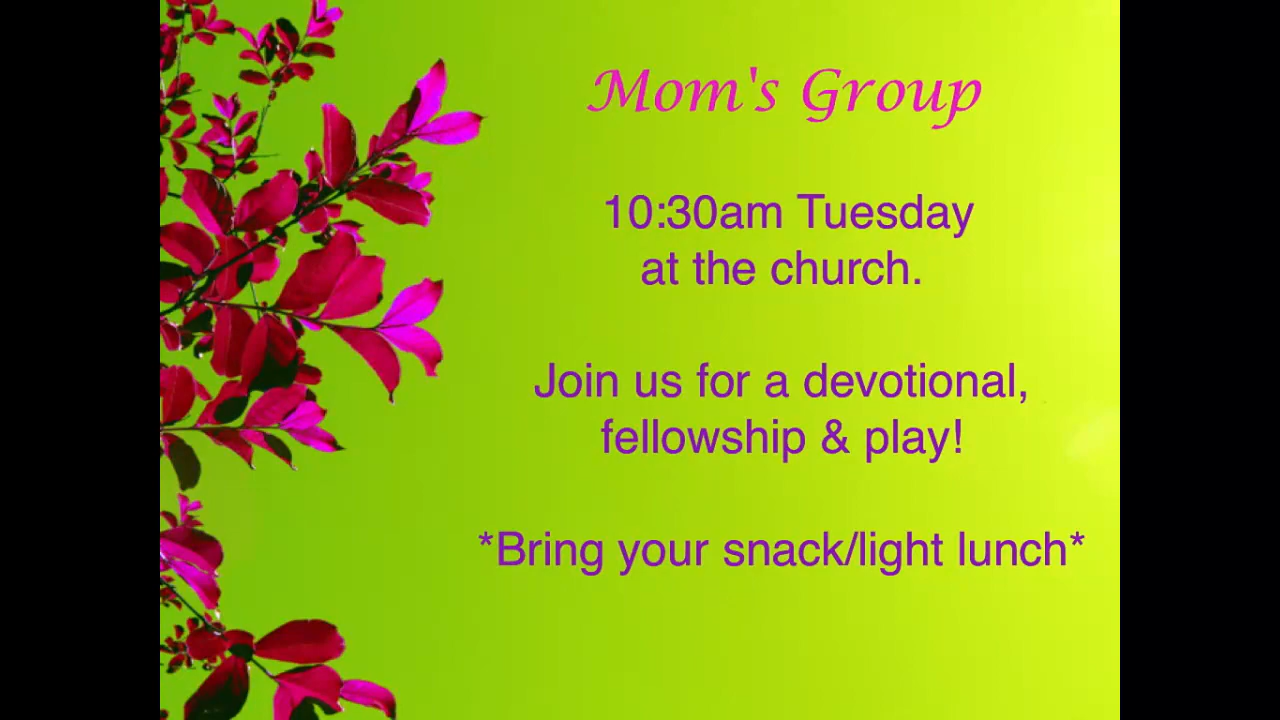 Mom's Group
10:30am Tuesday
at the church.
Join us for a devotional,
fellowship & play!
*Bring your snack/light lunch*